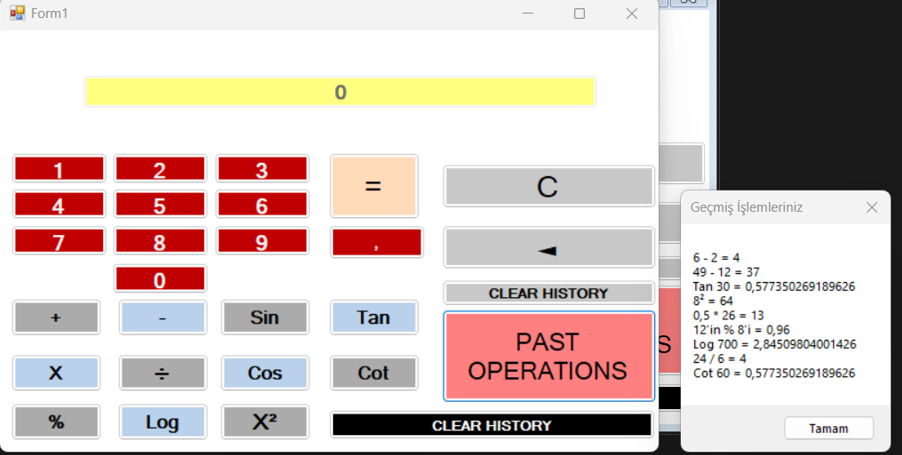 Form1
0
1
2
3
=
C
4
5
6
7
8
9
,
◄
0
CLEAR HISTORY
+
-
Sin
Tan
PAST
OPERATIONS
X
÷
Cos
Cot
%
Log
X²
CLEAR HISTORY
S
Geçmiş İşlemleriniz
6 - 2 = 4
49 - 12 = 37
Tan 30 = 0,577350269189626
8² = 64
0,5 * 26 = 13
12'in % 8'i = 0,96
Log 700 = 2,84509804001426
24 / 6 = 4
Cot 60 = 0,577350269189626
Tamam